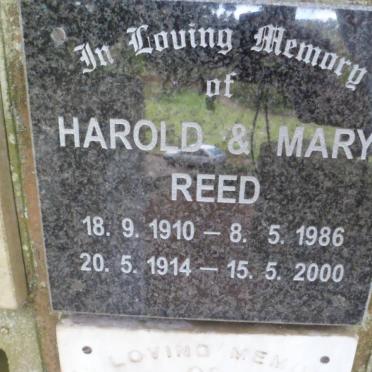 In Loving Memory
of
HAROLD & MARY
REED
18. 9. 1910 – 8. 5. 1986
20. 5. 1914 – 15. 5. 2000
LOVING MEM